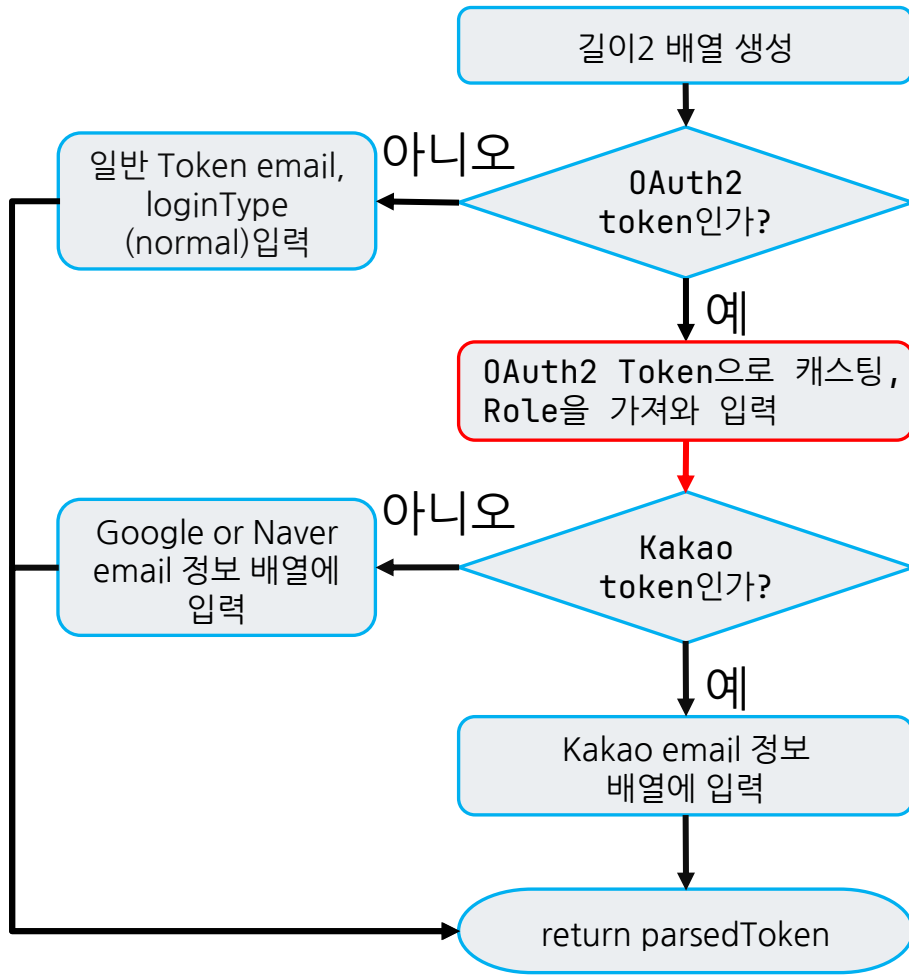 길이2 배열 생성
아니오
일반 Token email,
loginType
(normal)입력
OAuth2
token인가?
예
OAuth2 Token으로 캐스팅,
Role을 가져와 입력
아니오
Google or Naver
email 정보 배열에
입력
Kakao
token인가?
예
Kakao email 정보
배열에 입력
return parsedToken